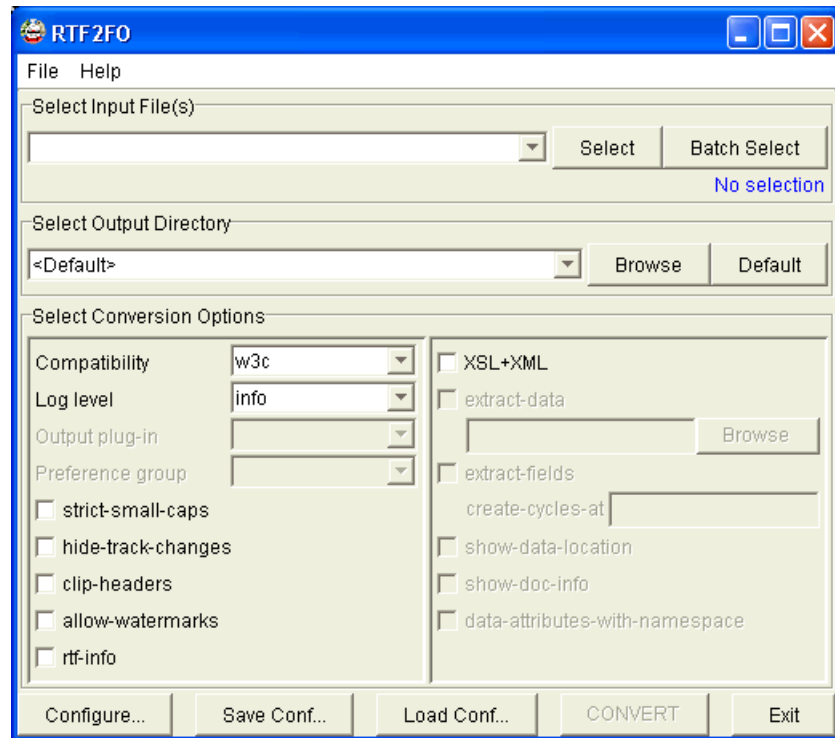 RTF2FO
File Help
Select Input File(s)
Select Batch Select
No selection
Select Output Directory
<Default> Browse Default
Select Conversion Options
Compatibility w3c
Log level info
Output plug-in
Preference group
strict-small-caps
hide-track-changes
clip-headers
allow-watermarks
rtf-info
XSL+XML
extract-data
Browse
extract-fields
create-cycles-at
show-data-location
show-doc-info
data-attributes-with-namespace
Configure... Save Conf... Load Conf... CONVERT Exit